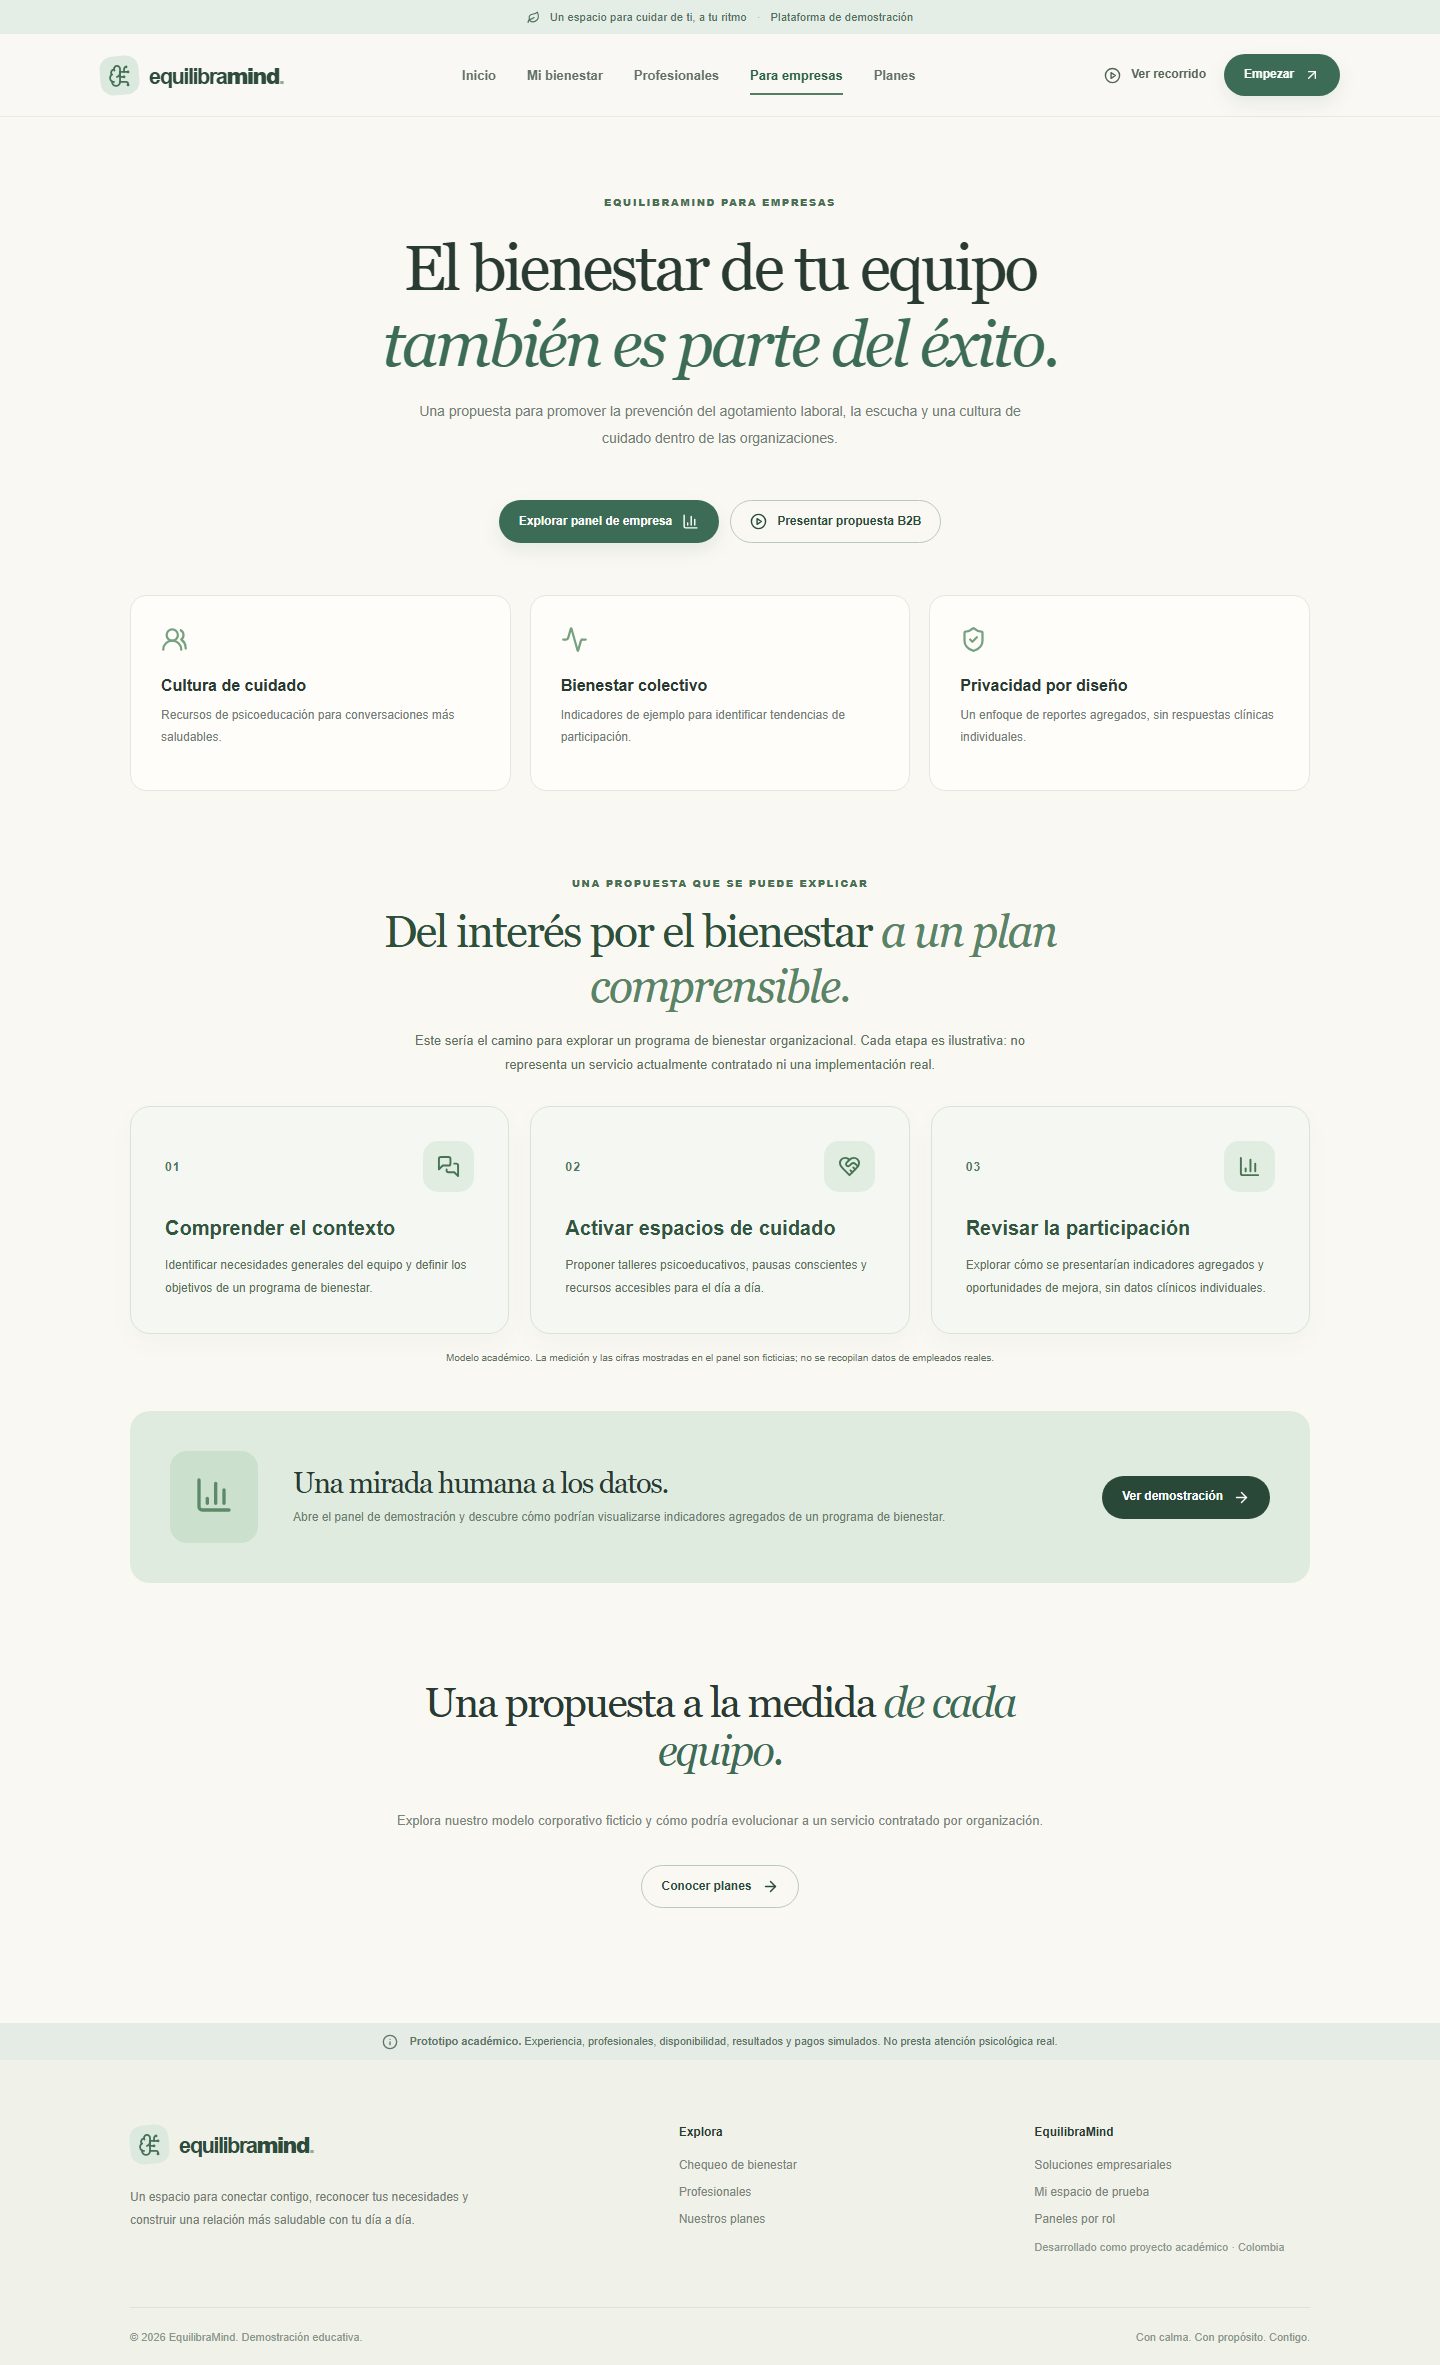 Un espacio para cuidar de ti, a tu ritmo · Plataforma de demostración
equilibramind.
Inicio
Mi bienestar
Profesionales
Para empresas
Planes
Ver recorrido
Empezar
EQUILIBRAMIND PARA EMPRESAS
El bienestar de tu equipo
también es parte del éxito.
Una propuesta para promover la prevención del agotamiento laboral, la escucha y una cultura de
cuidado dentro de las organizaciones.
Explorar panel de empresa
Presentar propuesta B2B
Cultura de cuidado
Recursos de psicoeducación para conversaciones más
saludables.
Bienestar colectivo
Indicadores de ejemplo para identificar tendencias de
participación.
Privacidad por diseño
Un enfoque de reportes agregados, sin respuestas clínicas
individuales.
UNA PROPUESTA QUE SE PUEDE EXPLICAR
Del interés por el bienestar a un plan
comprensible.
Este sería el camino para explorar un programa de bienestar organizacional. Cada etapa es ilustrativa: no
representa un servicio actualmente contratado ni una implementación real.
01
Comprender el contexto
Identificar necesidades generales del equipo y definir los
objetivos de un programa de bienestar.
02
Activar espacios de cuidado
Proponer talleres psicoeducativos, pausas conscientes y
recursos accesibles para el día a día.
03
Revisar la participación
Explorar cómo se presentarían indicadores agregados y
oportunidades de mejora, sin datos clínicos individuales.
Modelo académico. La medición y las cifras mostradas en el panel son ficticias; no se recopilan datos de empleados reales.
Una mirada humana a los datos.
Abre el panel de demostración y descubre cómo podrían visualizarse indicadores agregados de un programa de bienestar.
Ver demostración
Una propuesta a la medida de cada
equipo.
Explora nuestro modelo corporativo ficticio y cómo podría evolucionar a un servicio contratado por organización.
Conocer planes
Prototipo académico. Experiencia, profesionales, disponibilidad, resultados y pagos simulados. No presta atención psicológica real.
equilibramind.
Un espacio para conectar contigo, reconocer tus necesidades y
construir una relación más saludable con tu día a día.
Explora
Chequeo de bienestar
Profesionales
Nuestros planes
EquilibraMind
Soluciones empresariales
Mi espacio de prueba
Paneles por rol
Desarrollado como proyecto académico · Colombia
© 2026 EquilibraMind. Demostración educativa.
Con calma. Con propósito. Contigo.